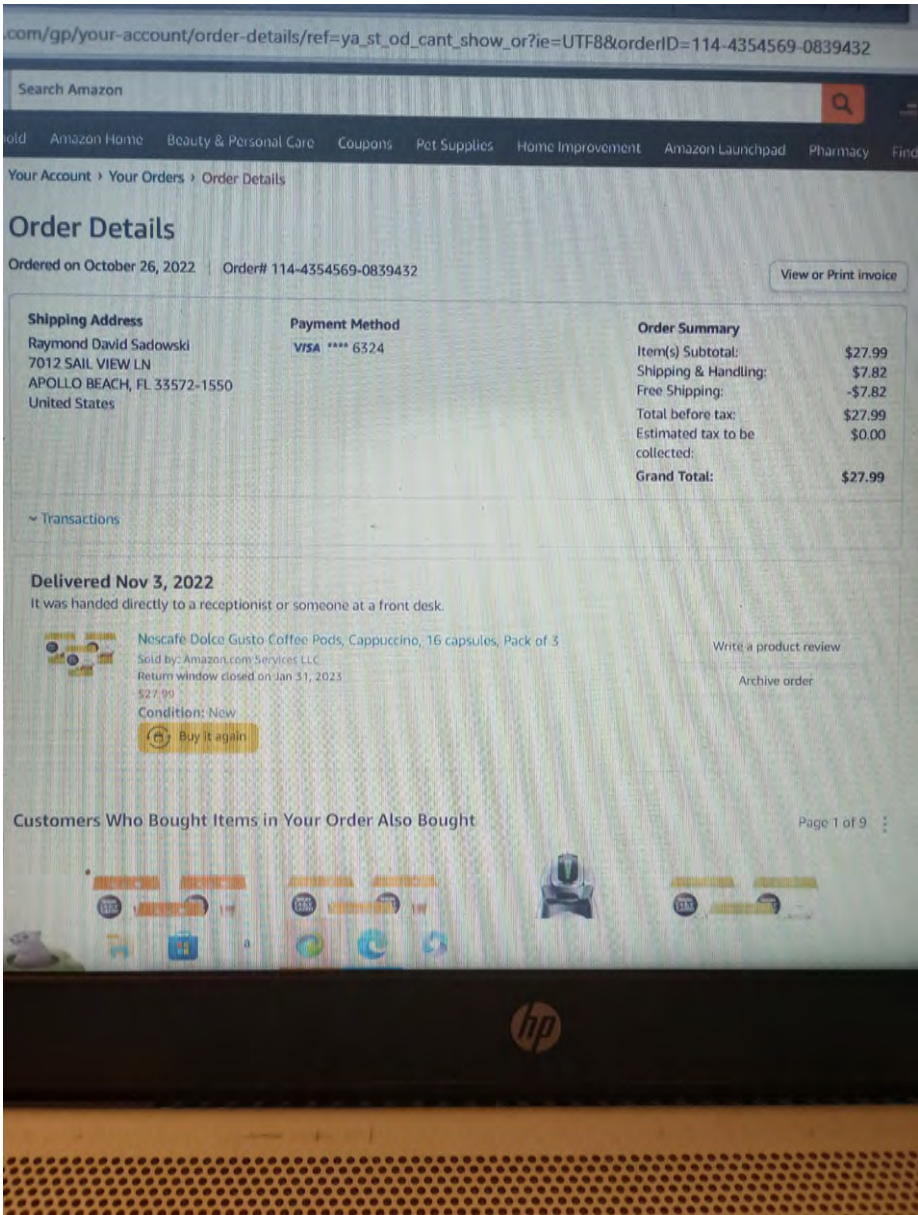 .com/gp/your-account/order-details/ref=ya_st_od_cant_show_or?ie=UTF8&orderID=114-4354569-0839432
Search Amazon
Amazon Home Beauty & Personal Care Coupons Pet Supplies Home Improvement Amazon Launchpad Pharmacy Find
Your Account › Your Orders › Order Details
Order Details
Ordered on October 26, 2022 | Order# 114-4354569-0839432
View or Print invoice
Shipping Address
Raymond David Sadowski
7012 SAIL VIEW LN
APOLLO BEACH, FL 33572-1550
United States
Payment Method
VISA **** 6324
Order Summary
Item(s) Subtotal: $27.99
Shipping & Handling: $7.82
Free Shipping: -$7.82
Total before tax: $27.99
Estimated tax to be $0.00
collected:
Grand Total: $27.99
Transactions
Delivered Nov 3, 2022
It was handed directly to a receptionist or someone at a front desk.
Nescafe Dolce Gusto Coffee Pods, Cappuccino, 16 capsules, Pack of 3
Sold by: Amazon.com Services LLC
Return window closed on Jan 31, 2023
$27.99
Condition: New
Buy it again
Write a product review
Archive order
Customers Who Bought Items in Your Order Also Bought
Page 1 of 9
hp